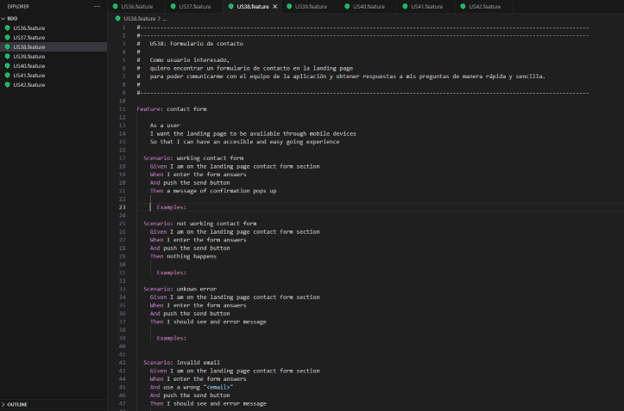 EXPLORER
BDD
US36.feature
US37.feature
US38.feature
US39.feature
US40.feature
US41.feature
US42.feature
OUTLINE
US36.feature US37.feature US38.feature US39.feature US40.feature US41.feature US42.feature
US38.feature > ...
1 #----------------------------------------------------------------
2 #----------------------------------------------------------------
3 # US38: Formulario de contacto
4 #
5 # Como usuario interesado,
6 # quiero encontrar un formulario de contacto en la landing page
7 # para poder comunicarme con el equipo de la aplicación y obtener respuestas a mis preguntas de manera rápida y sencilla.
8 #
9 #----------------------------------------------------------------
10
11 Feature: contact form
12
13 As a user
14 I want the landing page to be available through mobile devices
15 So that I can have an accesible and easy going experience
16
17 Scenario: working contact form
18 Given I am on the landing page contact form section
19 When I enter the form answers
20 And push the send button
21 Then a message of confirmation pops up
22
23 Examples:
24
25 Scenario: not working contact form
26 Given I am on the landing page contact form section
27 When I enter the form answers
28 And push the send button
29 Then nothing happens
30
31 Examples:
32
33 Scenario: unkown error
34 Given I am on the landing page contact form section
35 When I enter the form answers
36 And push the send button
37 Then I should see and error message
38
39 Examples:
40
41
42 Scenario: Invalid email
43 Given I am on the landing page contact form section
44 When I enter the form answers
45 And use a wrong "<email>"
46 And push the send button
47 Then I should see and error message